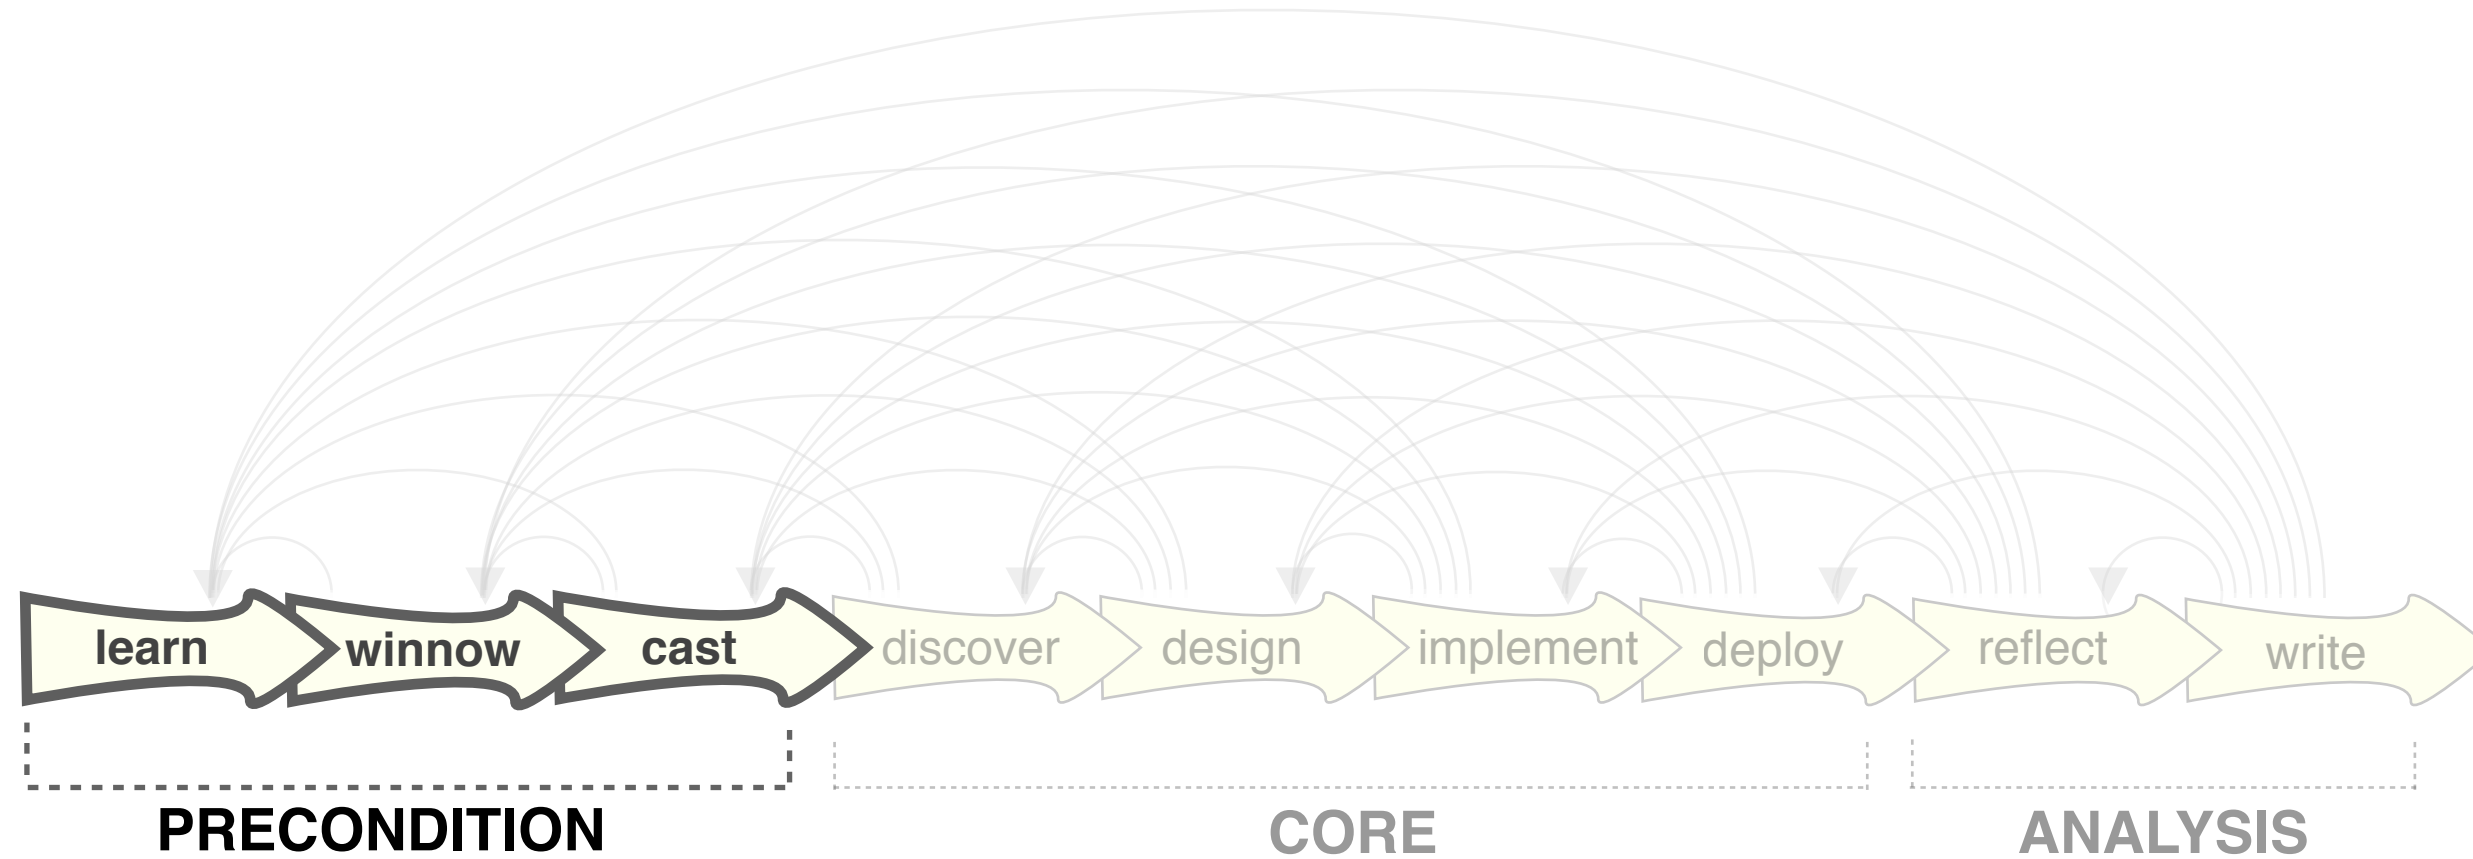 learn
winnow
cast
discover
design
implement
deploy
reflect
write
PRECONDITION
CORE
ANALYSIS